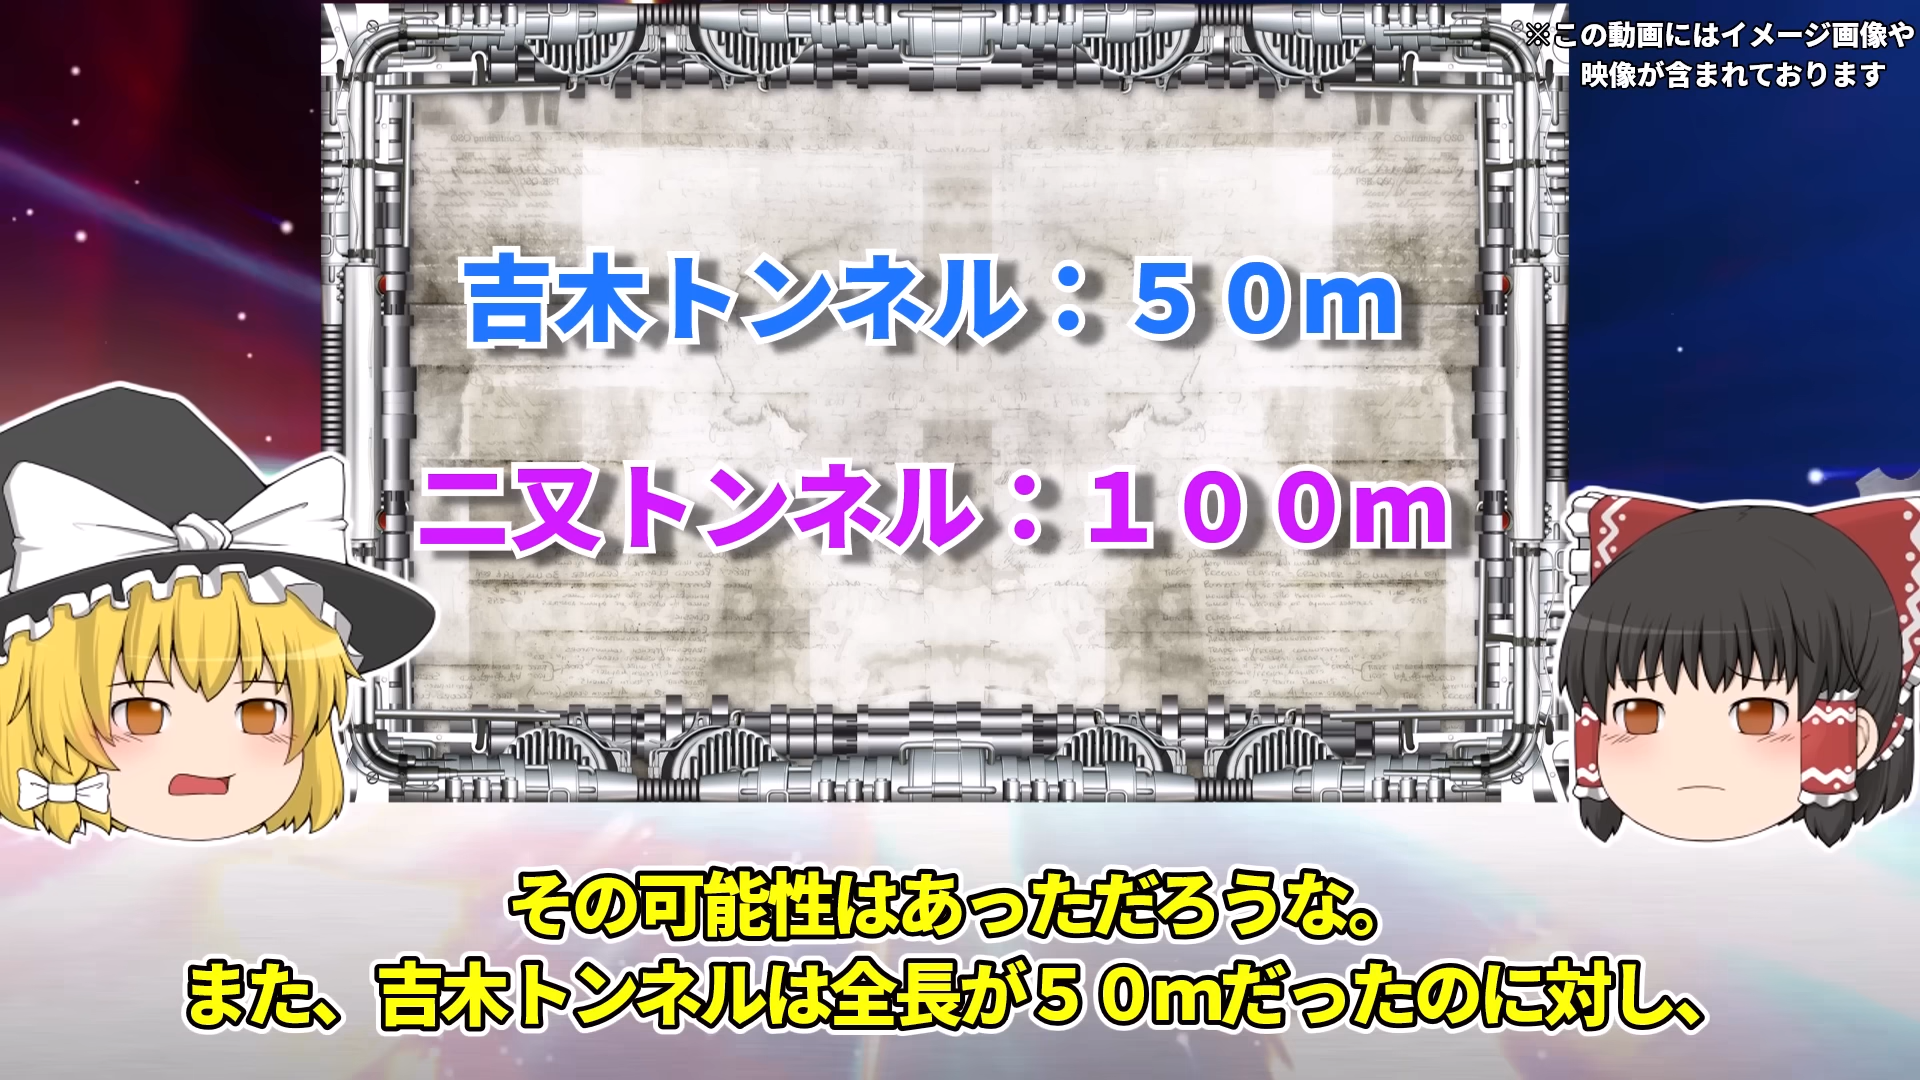 ※この動画にはイメージ画像や
映像が含まれております
吉木トンネル：５０ｍ
二又トンネル：１００ｍ
その可能性はあっただろうな。
また、吉木トンネルは全長が５０ｍだったのに対し、